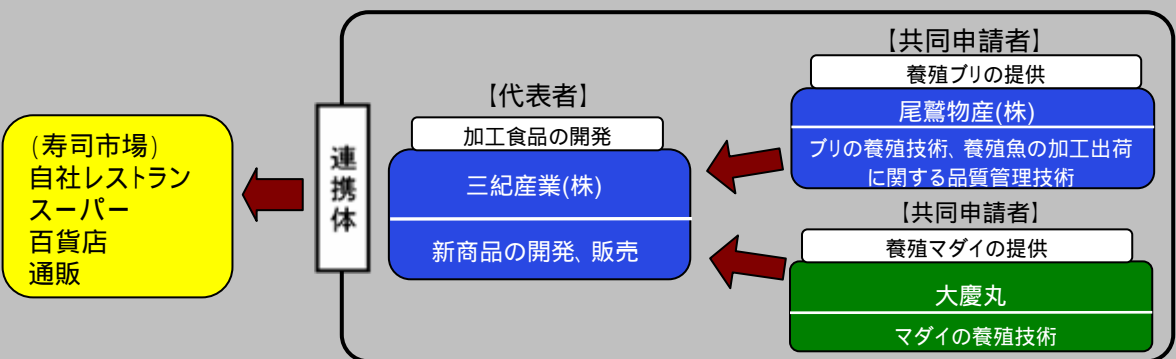 (寿司市場)
自社レストラン
スーパー
百貨店
通販
連携体
【代表者】
加工食品の開発
三紀産業(株)
新商品の開発、販売
【共同申請者】
養殖ブリの提供
尾鷲物産(株)
ブリの養殖技術、養殖魚の加工出荷
に関する品質管理技術
【共同申請者】
養殖マダイの提供
大慶丸
マダイの養殖技術